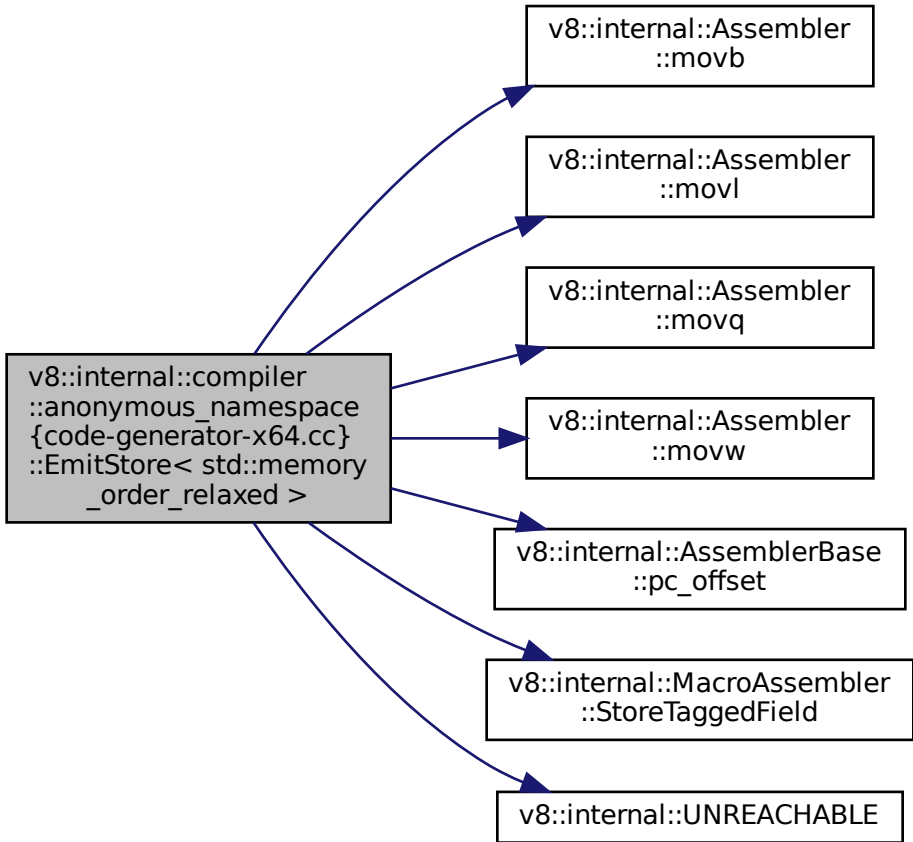 v8::internal::Assembler
::movb
v8::internal::Assembler
::movl
v8::internal::Assembler
::movq
v8::internal::compiler
::anonymous_namespace
{code-generator-x64.cc}
::EmitStore< std::memory
_order_relaxed >
v8::internal::Assembler
::movw
v8::internal::AssemblerBase
::pc_offset
v8::internal::MacroAssembler
::StoreTaggedField
v8::internal::UNREACHABLE